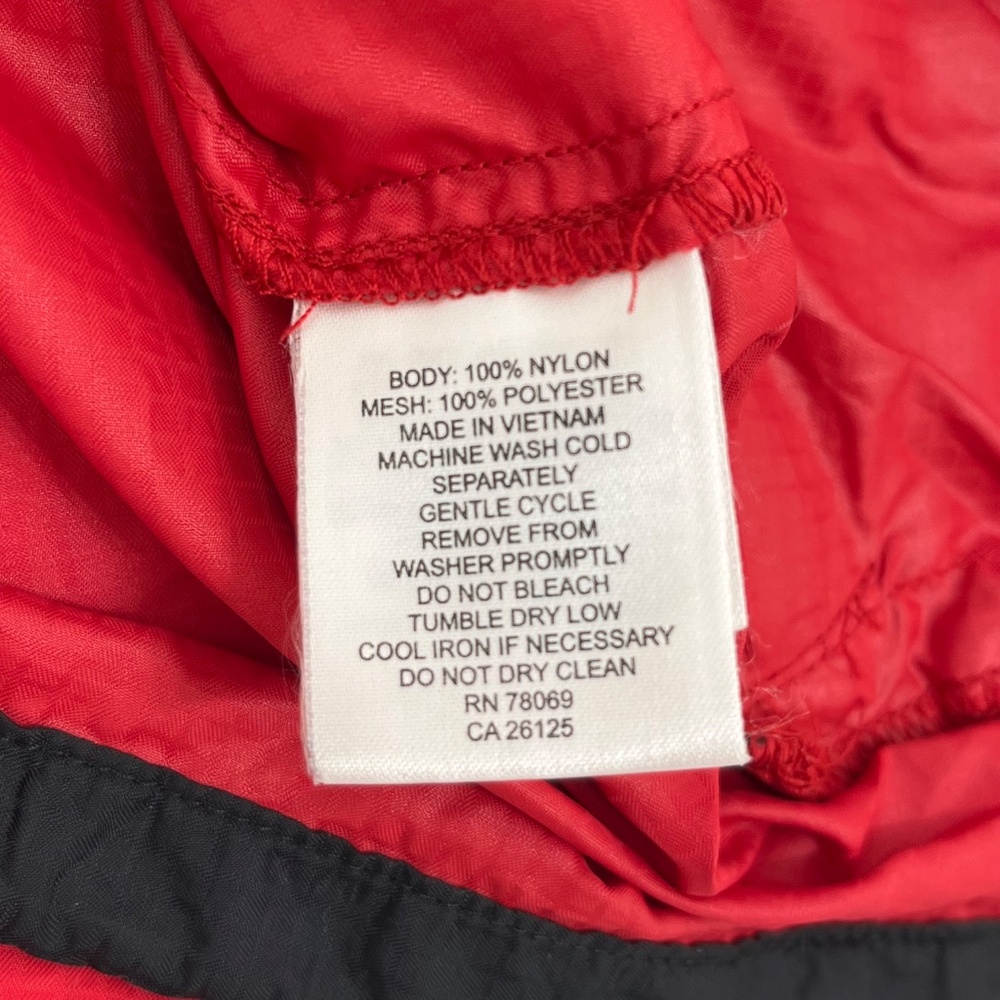 BODY: 100% NYLON
MESH: 100% POLYESTER
MADE IN VIETNAM
MACHINE WASH COLD
SEPARATELY
GENTLE CYCLE
REMOVE FROM
WASHER PROMPTLY
DO NOT BLEACH
TUMBLE DRY LOW
COOL IRON IF NECESSARY
DO NOT DRY CLEAN
RN 78069
CA 26125